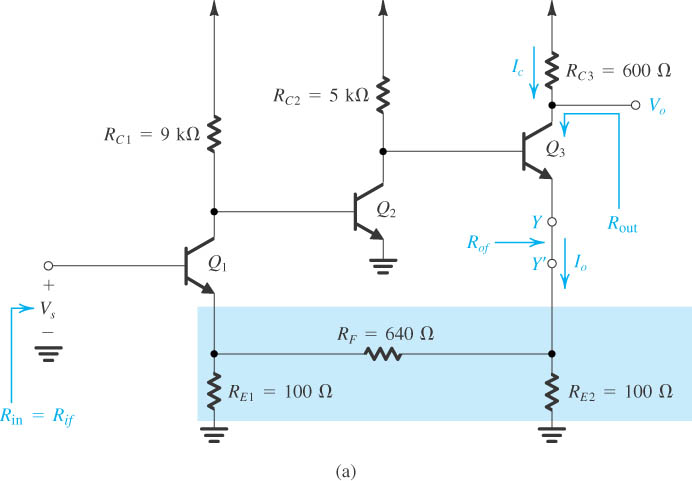 I_c
R_C3 = 600 Ω
R_C2 = 5 kΩ
V_o
R_C1 = 9 kΩ
Q_3
Q_2
Y
R_out
R_of
Q_1
Y′
I_o
+
V_s
−
R_F = 640 Ω
R_E1 = 100 Ω
R_E2 = 100 Ω
R_in = R_if
(a)